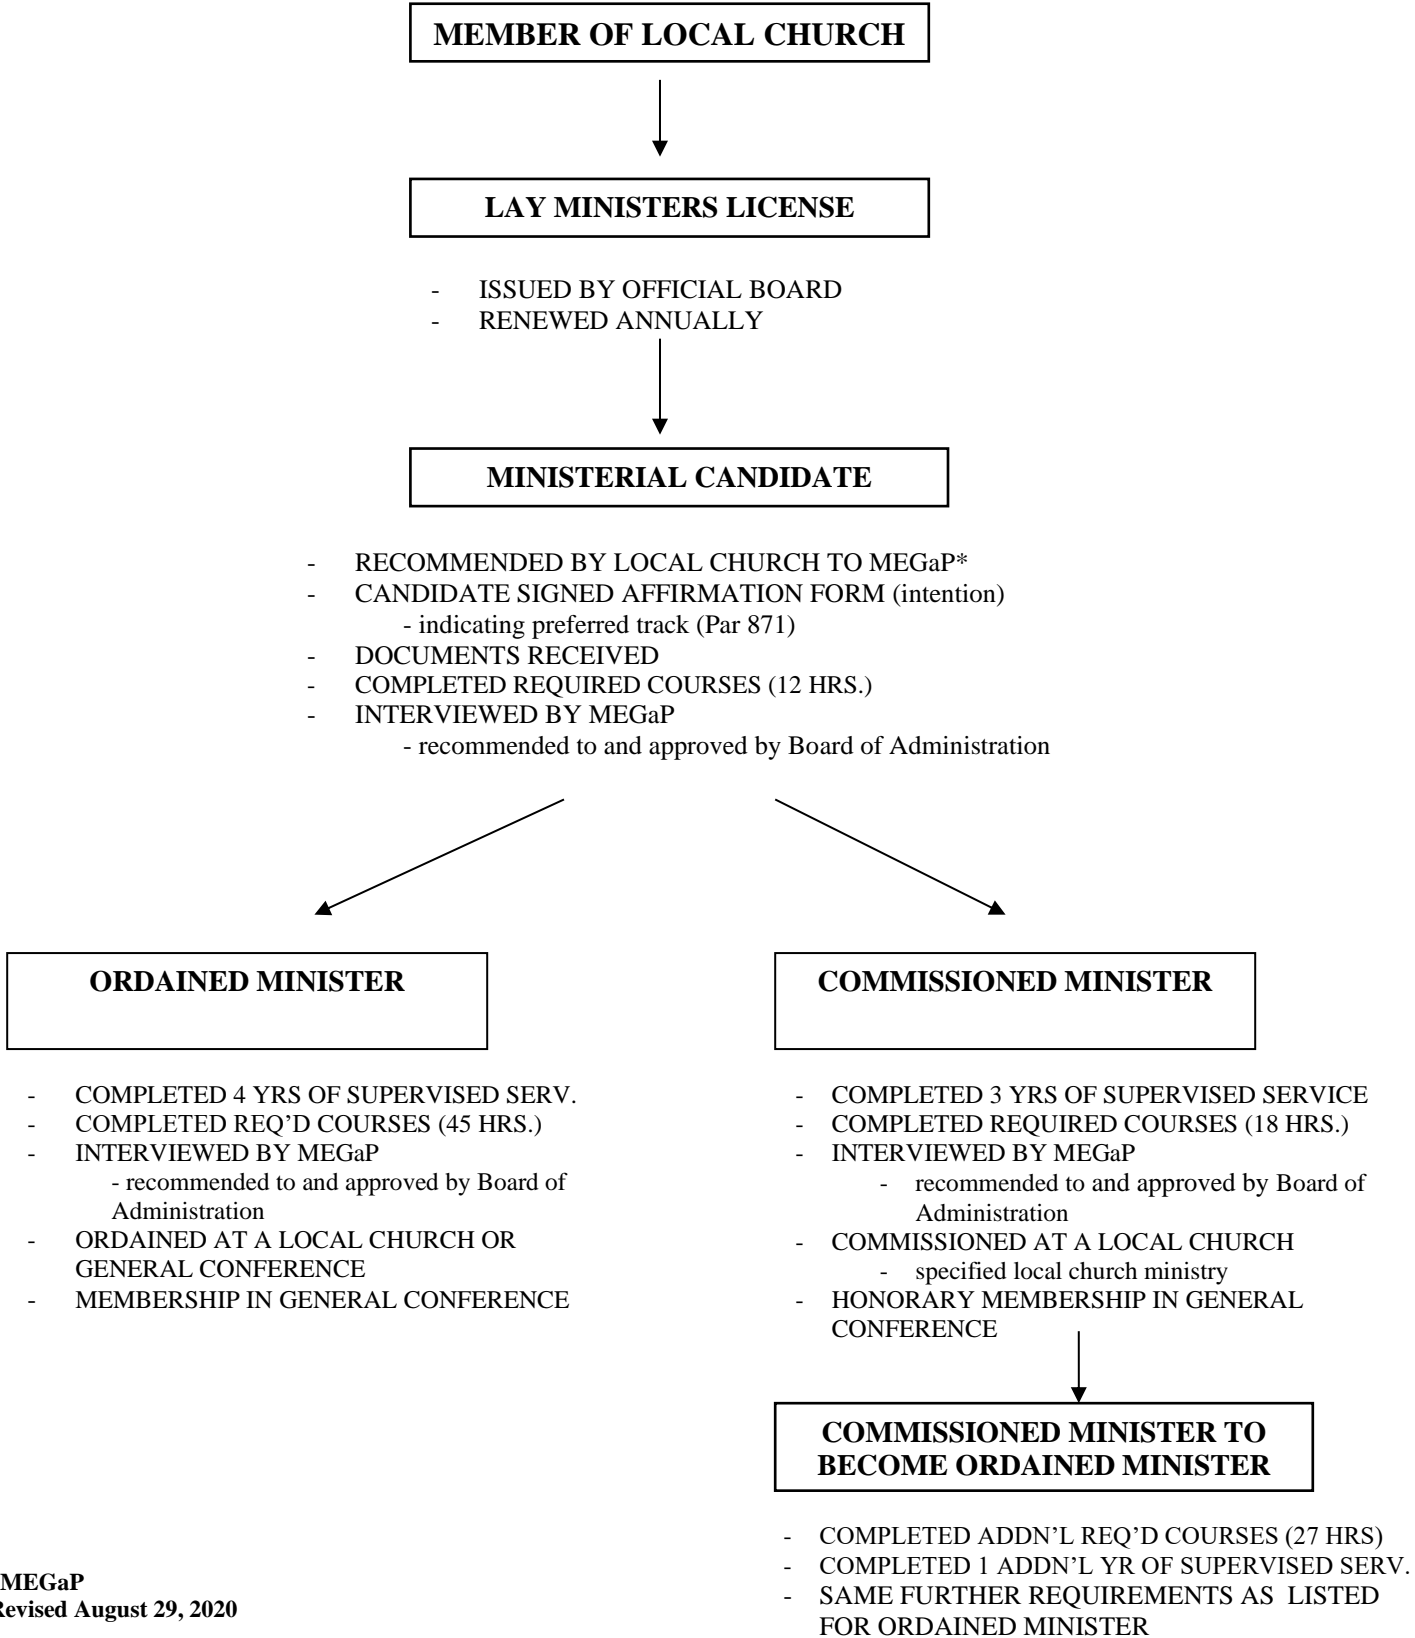 MEMBER OF LOCAL CHURCH
LAY MINISTERS LICENSE
- ISSUED BY OFFICIAL BOARD
- RENEWED ANNUALLY
MINISTERIAL CANDIDATE
- RECOMMENDED BY LOCAL CHURCH TO MEGaP*
- CANDIDATE SIGNED AFFIRMATION FORM (intention)
- indicating preferred track (Par 871)
- DOCUMENTS RECEIVED
- COMPLETED REQUIRED COURSES (12 HRS.)
- INTERVIEWED BY MEGaP
- recommended to and approved by Board of Administration
ORDAINED MINISTER
- COMPLETED 4 YRS OF SUPERVISED SERV.
- COMPLETED REQ’D COURSES (45 HRS.)
- INTERVIEWED BY MEGaP
- recommended to and approved by Board of
Administration
- ORDAINED AT A LOCAL CHURCH OR
GENERAL CONFERENCE
- MEMBERSHIP IN GENERAL CONFERENCE
COMMISSIONED MINISTER
- COMPLETED 3 YRS OF SUPERVISED SERVICE
- COMPLETED REQUIRED COURSES (18 HRS.)
- INTERVIEWED BY MEGaP
- recommended to and approved by Board of
Administration
- COMMISSIONED AT A LOCAL CHURCH
- specified local church ministry
- HONORARY MEMBERSHIP IN GENERAL
CONFERENCE
COMMISSIONED MINISTER TO
BECOME ORDAINED MINISTER
- COMPLETED ADDN’L REQ’D COURSES (27 HRS)
- COMPLETED 1 ADDN’L YR OF SUPERVISED SERV.
- SAME FURTHER REQUIREMENTS AS LISTED
FOR ORDAINED MINISTER
MEGaP
Revised August 29, 2020